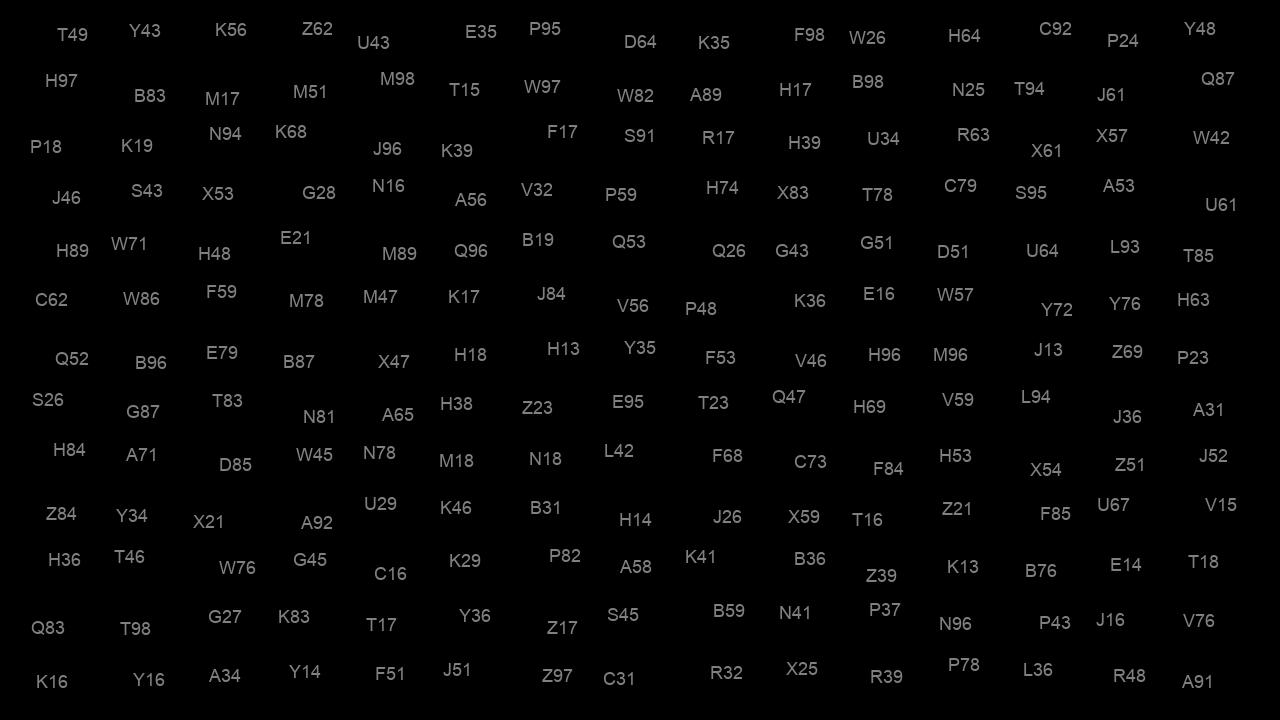 T49 Y43 K56 Z62 U43 E35 P95 D64 K35 F98 W26 H64 C92 P24 Y48
H97 B83 M17 M51 M98 T15 W97 W82 A89 H17 B98 N25 T94 J61 Q87
P18 K19 N94 K68 J96 K39 F17 S91 R17 H39 U34 R63 X61 X57 W42
J46 S43 X53 G28 N16 A56 V32 P59 H74 X83 T78 C79 S95 A53 U61
H89 W71 H48 E21 M89 Q96 B19 Q53 Q26 G43 G51 D51 U64 L93 T85
C62 W86 F59 M78 M47 K17 J84 V56 P48 K36 E16 W57 Y72 Y76 H63
Q52 B96 E79 B87 X47 H18 H13 Y35 F53 V46 H96 M96 J13 Z69 P23
S26 G87 T83 N81 A65 H38 Z23 E95 T23 Q47 H69 V59 L94 J36 A31
H84 A71 D85 W45 N78 M18 N18 L42 F68 C73 F84 H53 X54 Z51 J52
Z84 Y34 X21 A92 U29 K46 B31 H14 J26 X59 T16 Z21 F85 U67 V15
H36 T46 W76 G45 C16 K29 P82 A58 K41 B36 Z39 K13 B76 E14 T18
Q83 T98 G27 K83 T17 Y36 Z17 S45 B59 N41 P37 N96 P43 J16 V76
K16 Y16 A34 Y14 F51 J51 Z97 C31 R32 X25 R39 P78 L36 R48 A91